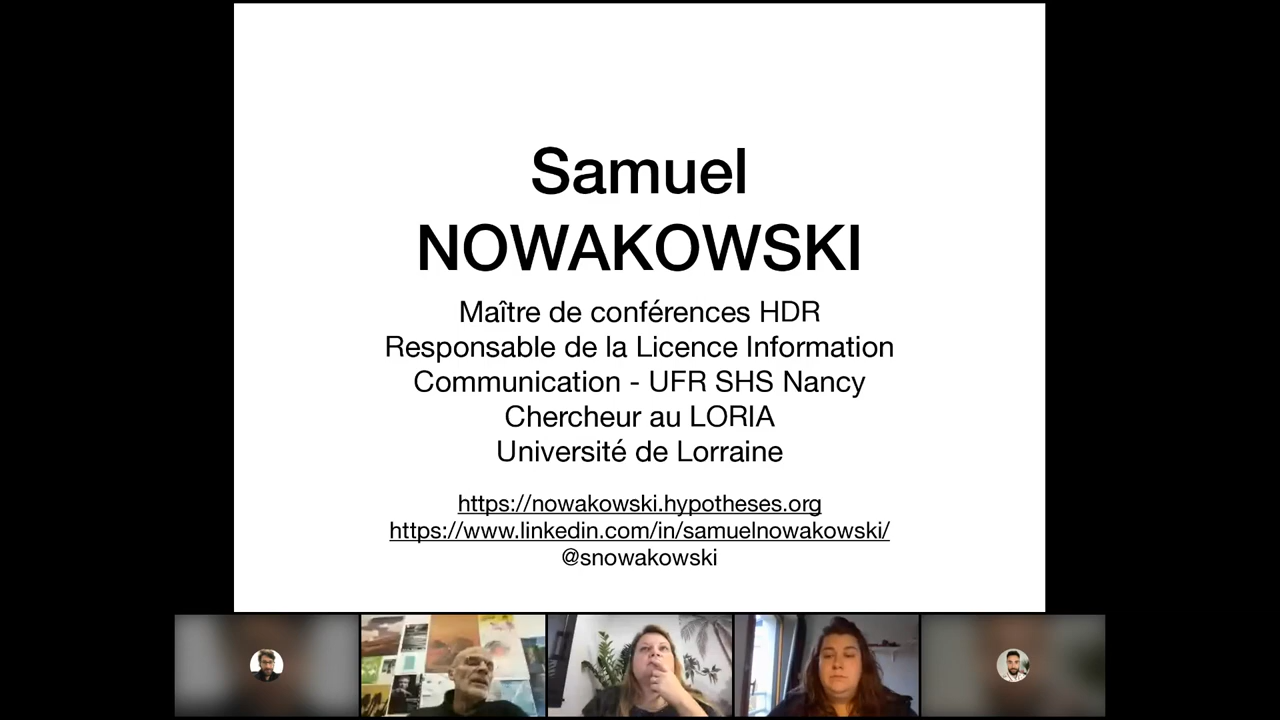 Samuel
NOWAKOWSKI
Maître de conférences HDR
Responsable de la Licence Information
Communication - UFR SHS Nancy
Chercheur au LORIA
Université de Lorraine
https://nowakowski.hypotheses.org
https://www.linkedin.com/in/samuelnowakowski/
@snowakowski